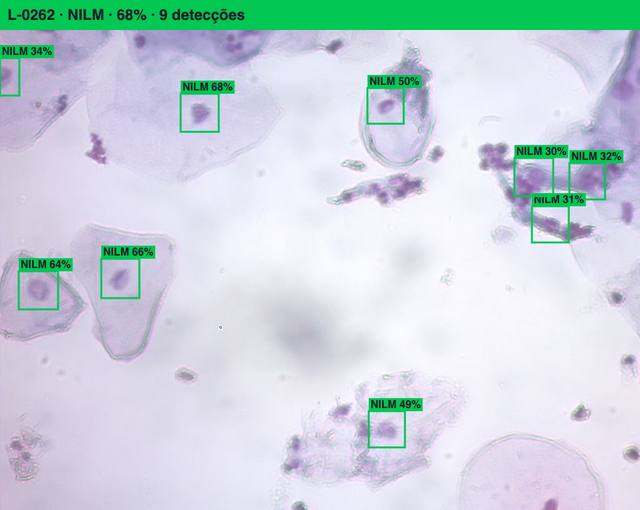 L-0262 · NILM · 68% · 9 detecções
NILM 34%
NILM 68%
NILM 50%
NILM 30%
NILM 32%
NILM 31%
NILM 64%
NILM 66%
NILM 49%